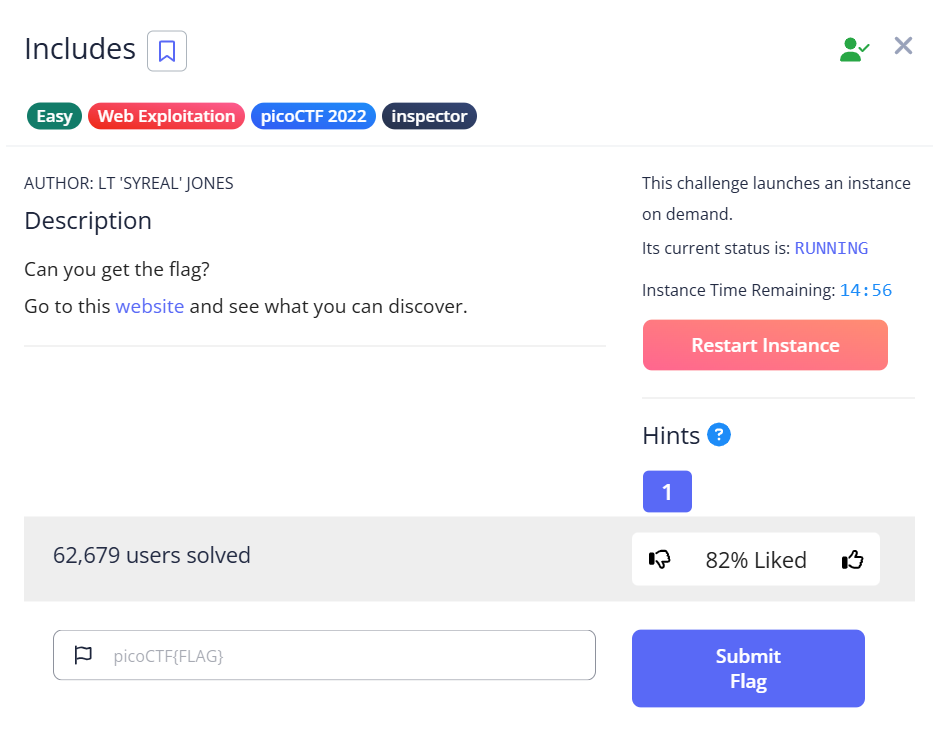 Includes
Easy Web Exploitation picoCTF 2022 inspector
AUTHOR: LT 'SYREAL' JONES
Description
Can you get the flag?
Go to this website and see what you can discover.
This challenge launches an instance
on demand.
Its current status is: RUNNING
Instance Time Remaining: 14:56
Restart Instance
Hints ?
1
62,679 users solved
82% Liked
picoCTF{FLAG}
Submit
Flag